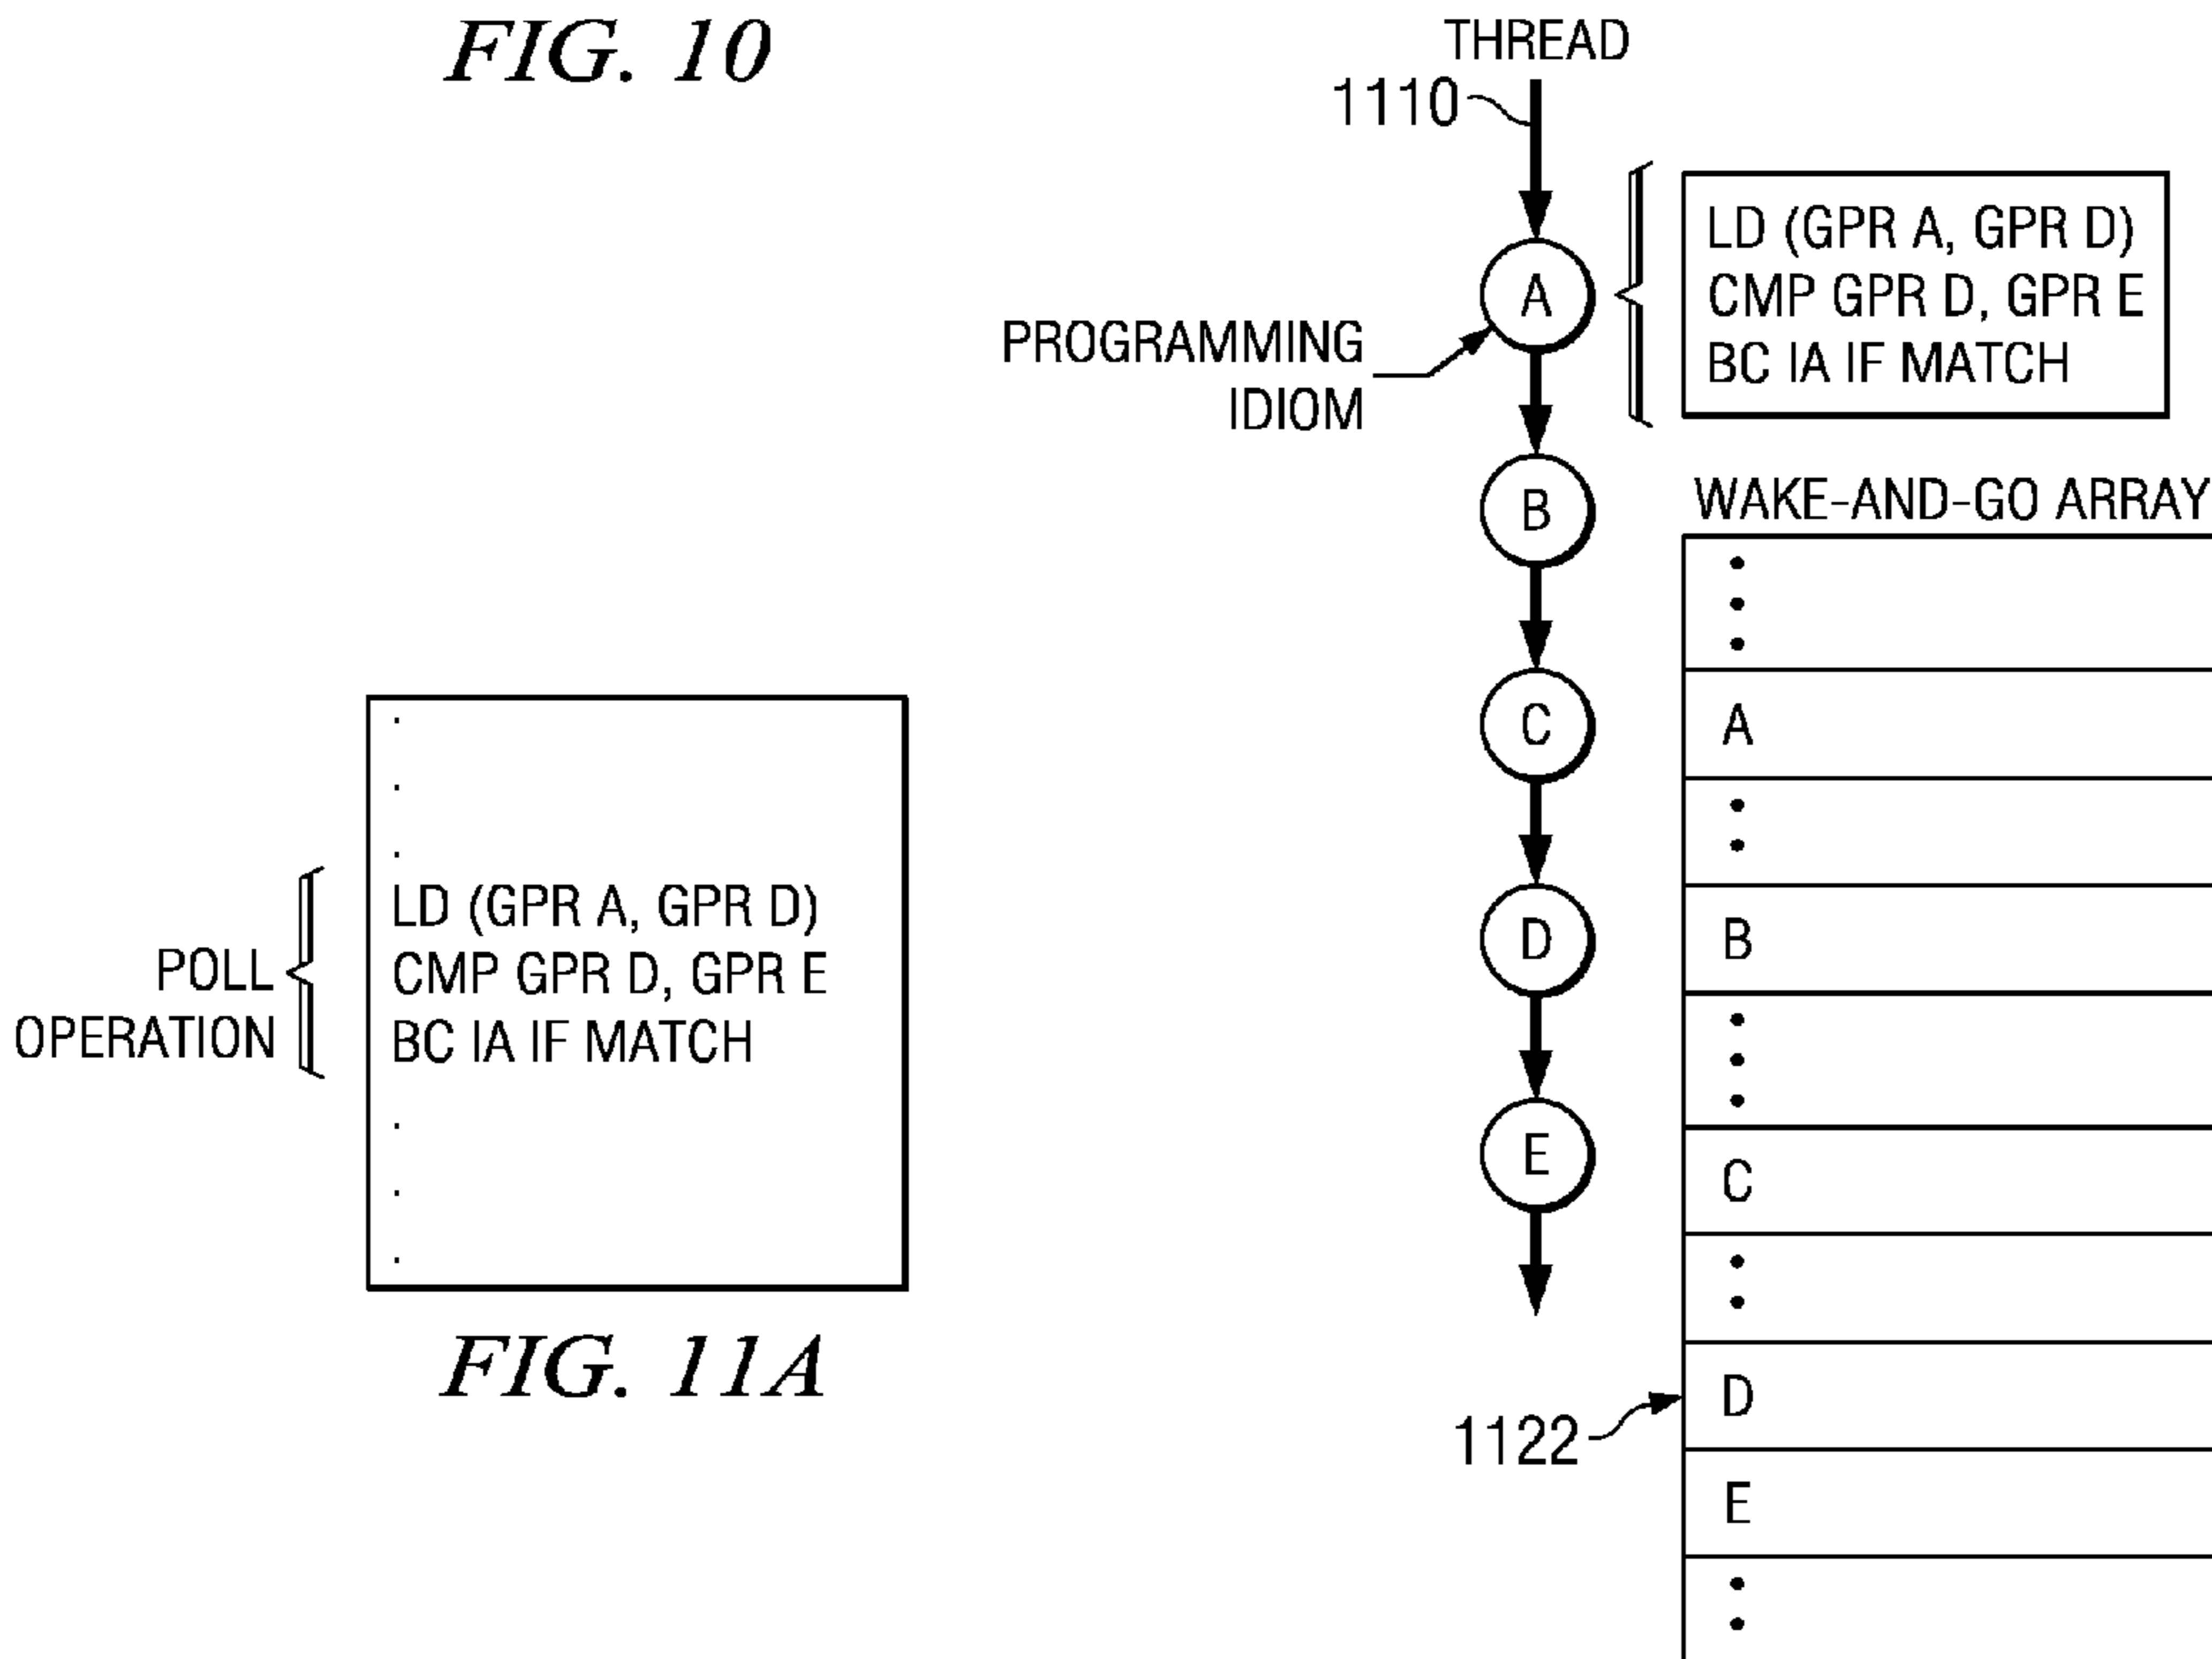 FIG. 10
THREAD
1110
LD (GPR A, GPR D)
CMP GPR D, GPR E
BC IA IF MATCH
A
PROGRAMMING
IDIOM
B
WAKE-AND-GO ARRAY
C
A
D
B
E
C
D
1122
E
POLL
OPERATION
LD (GPR A, GPR D)
CMP GPR D, GPR E
BC IA IF MATCH
FIG. 11A